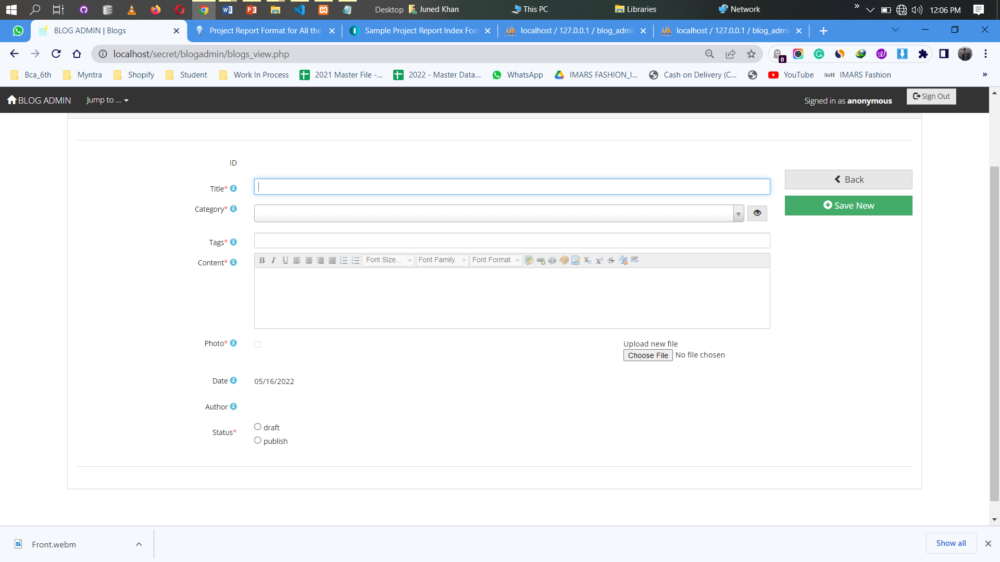 Desktop
Juned Khan
This PC
Libraries
Network
»
12:06 PM
BLOG ADMIN | Blogs
Project Report Format for All the
Sample Project Report Index Forn
localhost / 127.0.0.1 / blog_admi
localhost / 127.0.0.1 / blog_admi
localhost/secret/blogadmin/blogs_view.php
0
Bca_6th
Myntra
Shopify
Student
Work In Process
2021 Master File -...
2022 - Master Data...
WhatsApp
IMARS FASHION_I...
Cash on Delivery (C...
YouTube
IMARS Fashion
»
BLOG ADMIN
Jump to ...
Signed in as anonymous
Sign Out
ID
Title*
Back
Category*
Save New
Tags*
Content*
B I U
Font Size...
Font Family.
Font Format
Photo*
Upload new file
Choose File No file chosen
Date
05/16/2022
Author
Status*
draft
publish
Front.webm
Show all